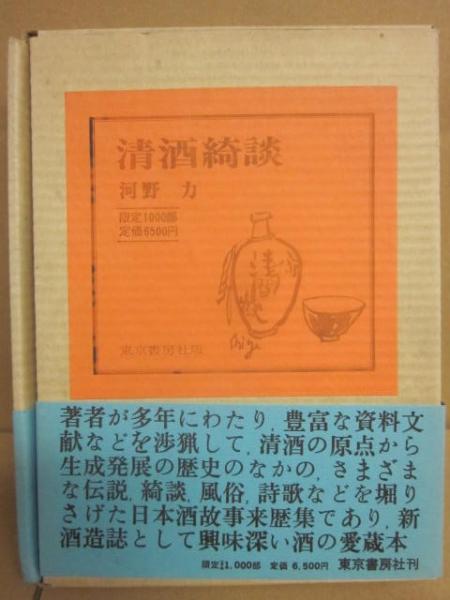 清酒綺談
河野 力
限定1000部
定価6500円
東京書房社版
著者が多年にわたり,豊富な資料文
献などを渉猟して,清酒の原点から
生成発展の歴史のなかの,さまざま
な伝説,綺談,風俗,詩歌などを堀り
さげた日本酒故事来歴集であり,新
酒造誌として興味深い酒の愛蔵本
限定1,000部 定価 6,500円 東京書房社刊